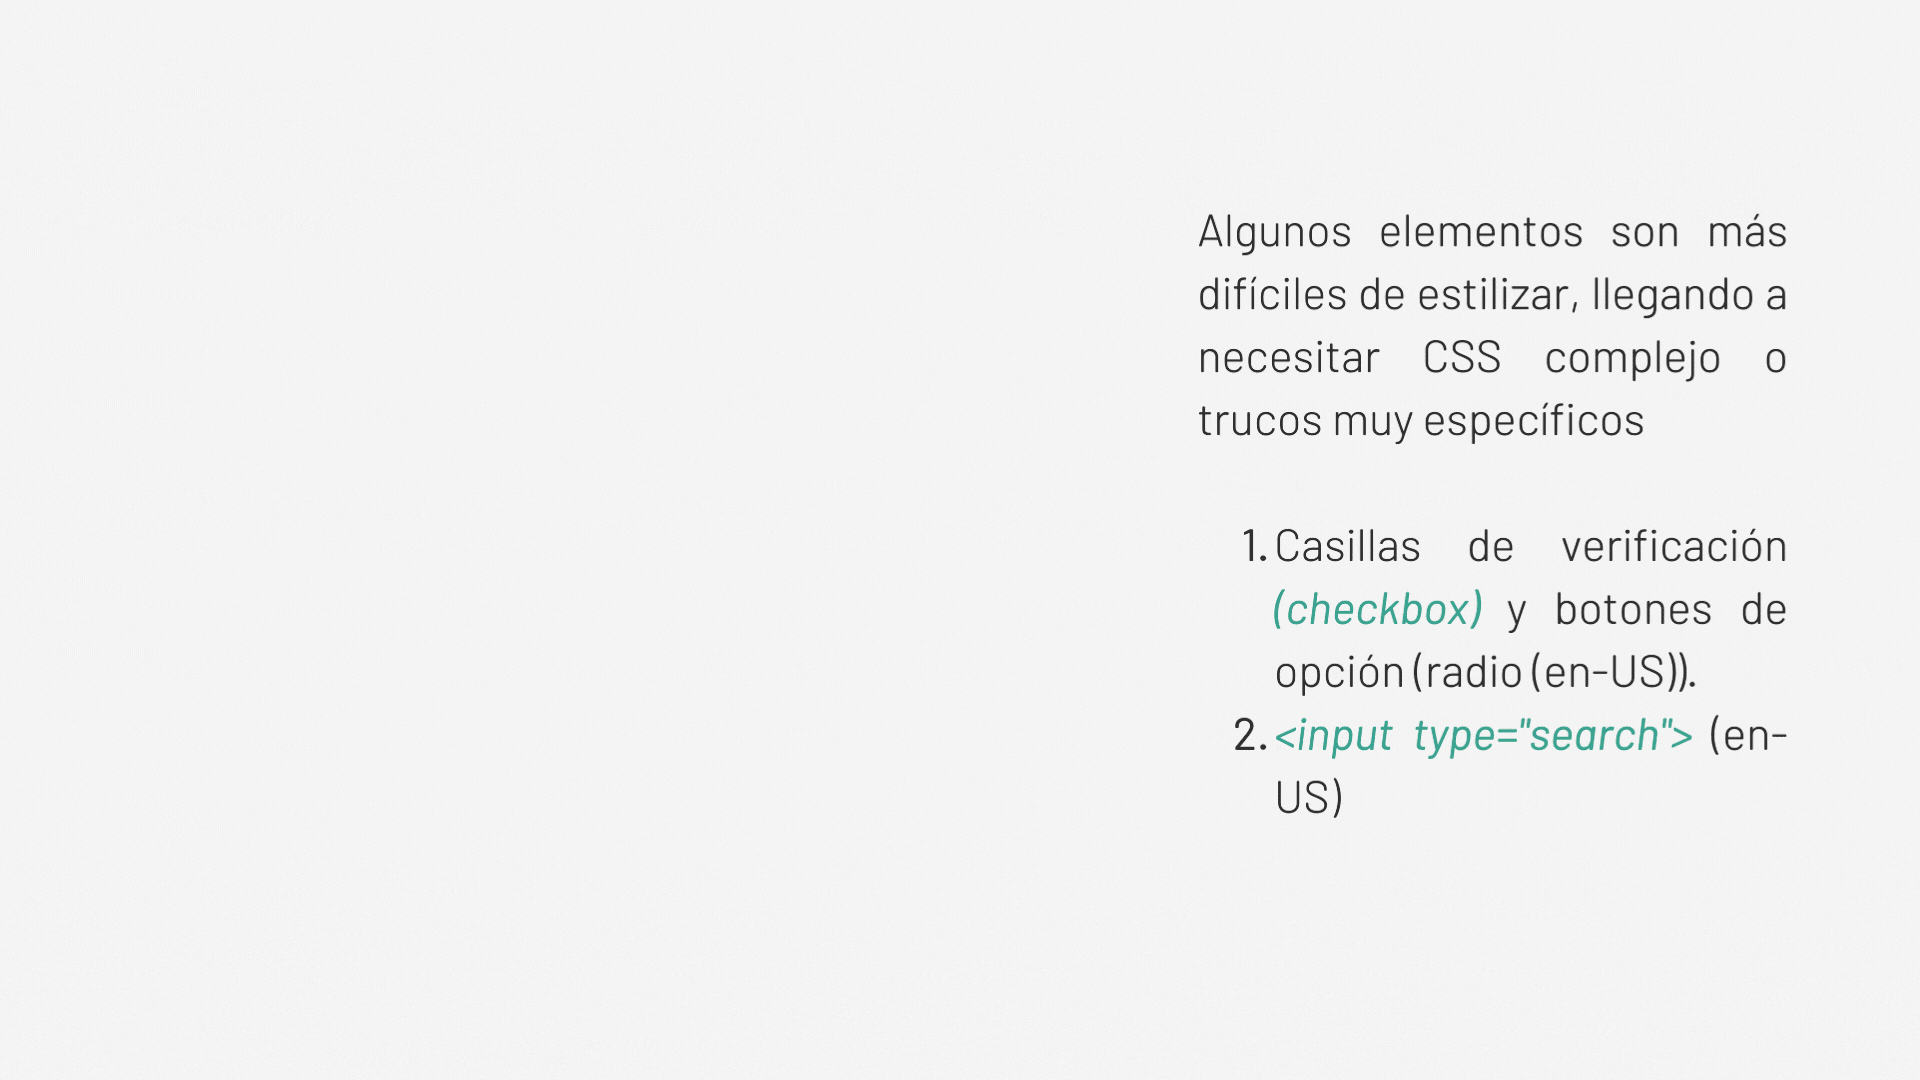 Algunos elementos son más
difíciles de estilizar, llegando a
necesitar CSS complejo o
trucos muy específicos
1. Casillas de verificación
(checkbox) y botones de
opción (radio (en-US)).
2. <input type="search"> (en-
US)